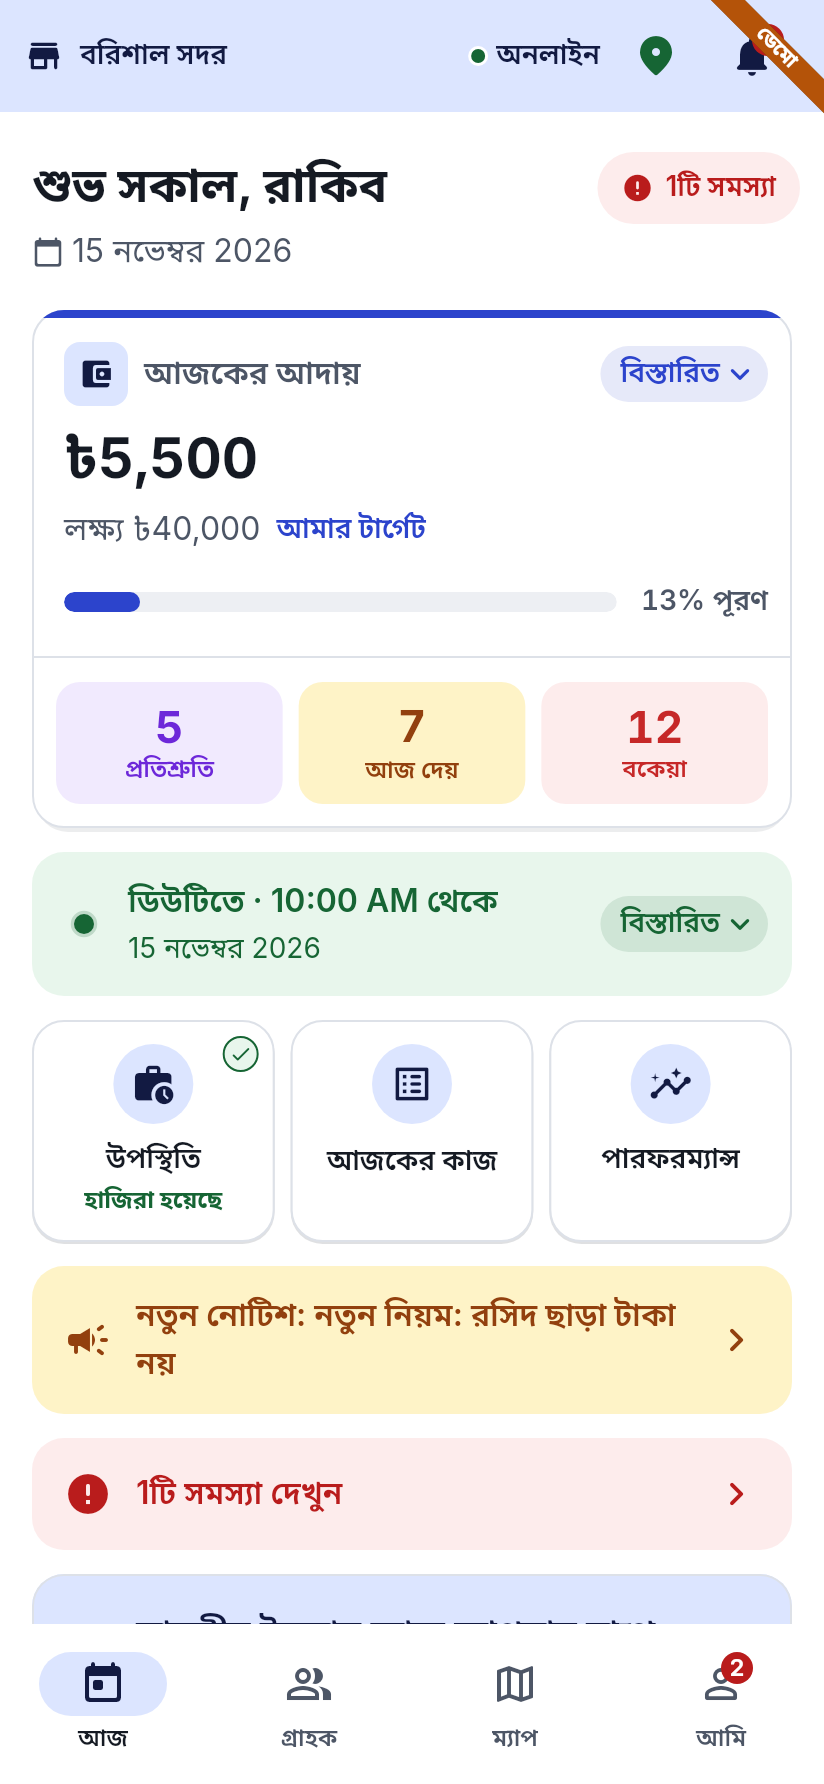 বরিশাল সদর
অনলাইন
ডেমো
শুভ সকাল, রাকিব
1টি সমস্যা
15 নভেম্বর 2026
আজকের আদায়
বিস্তারিত
৳5,500
লক্ষ্য ৳40,000 আমার টার্গেট
13% পূরণ
5
প্রতিশ্রুতি
7
আজ দেয়
12
বকেয়া
ডিউটিতে · 10:00 AM থেকে
15 নভেম্বর 2026
বিস্তারিত
উপস্থিতি
হাজিরা হয়েছে
আজকের কাজ
পারফরম্যান্স
নতুন নোটিশ: নতুন নিয়ম: রসিদ ছাড়া টাকা
নয়
1টি সমস্যা দেখুন
আজ
গ্রাহক
ম্যাপ
2
আমি